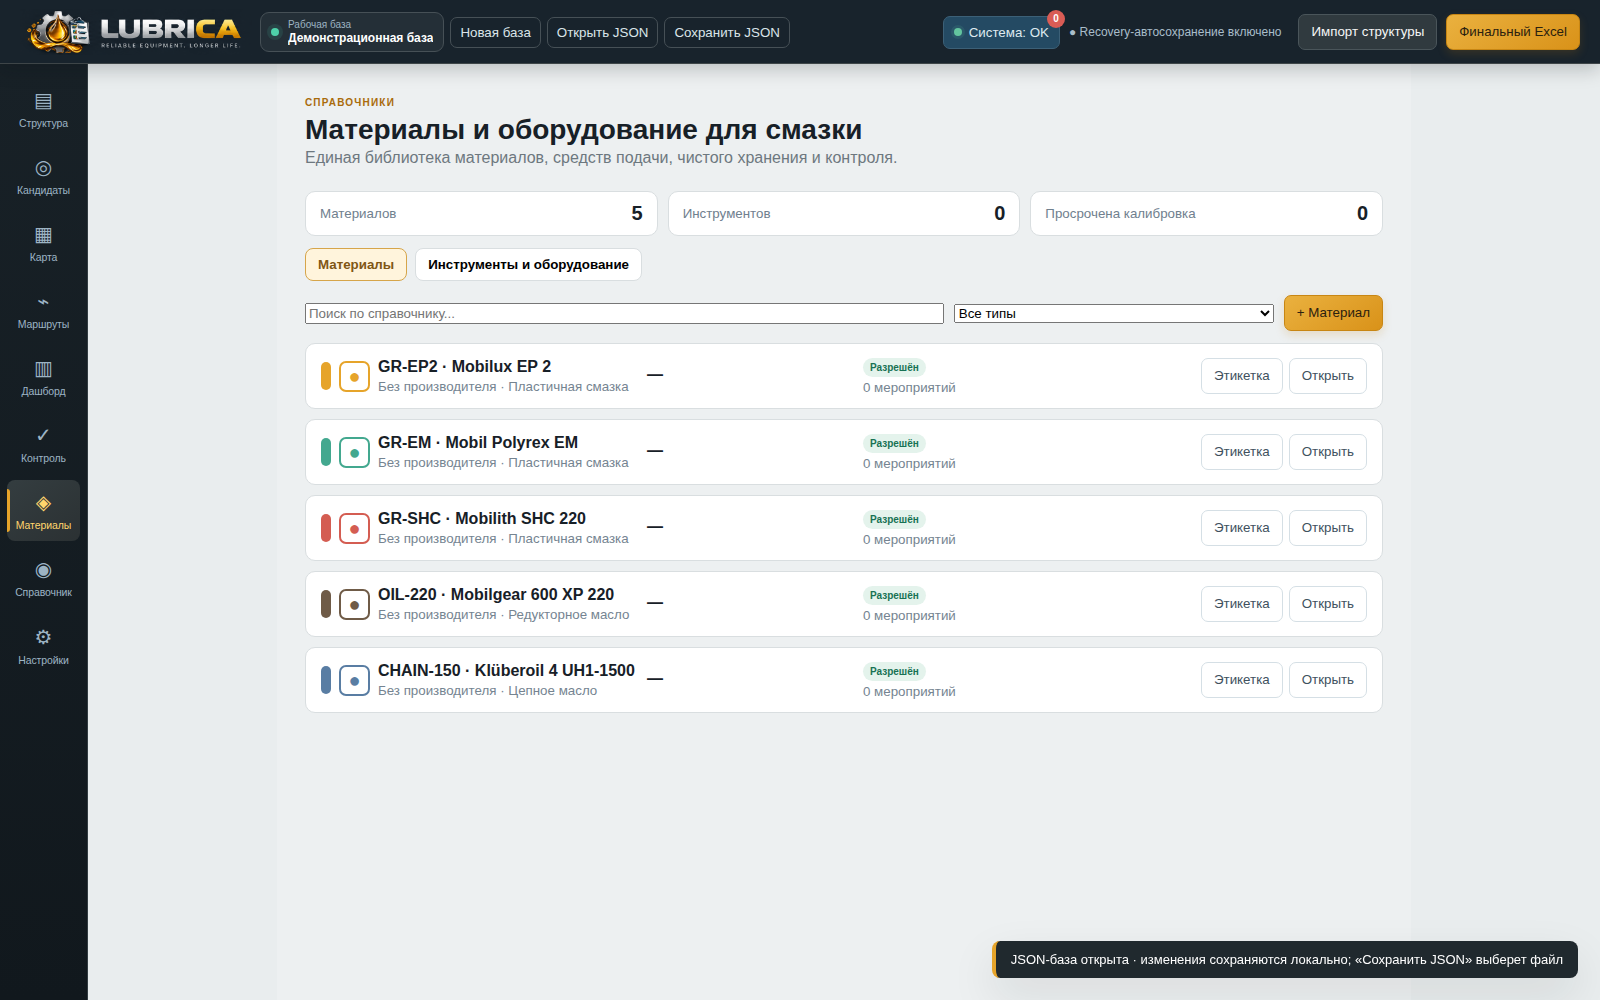 LUBRICA
RELIABLE EQUIPMENT. LONGER LIFE.
Рабочая база
Демонстрационная база
Новая база
Открыть JSON
Сохранить JSON
Система: OK
0
● Recovery-автосохранение включено
Импорт структуры
Финальный Excel
Структура
Кандидаты
Карта
Маршруты
Дашборд
Контроль
Материалы
Справочник
Настройки
СПРАВОЧНИКИ
Материалы и оборудование для смазки
Единая библиотека материалов, средств подачи, чистого хранения и контроля.
Материалов 5
Инструментов 0
Просрочена калибровка 0
Материалы
Инструменты и оборудование
Поиск по справочнику...
Все типы
+ Материал
GR-EP2 · Mobilux EP 2
Без производителя · Пластичная смазка
—
Разрешён
0 мероприятий
Этикетка
Открыть
GR-EM · Mobil Polyrex EM
Без производителя · Пластичная смазка
—
Разрешён
0 мероприятий
Этикетка
Открыть
GR-SHC · Mobilith SHC 220
Без производителя · Пластичная смазка
—
Разрешён
0 мероприятий
Этикетка
Открыть
OIL-220 · Mobilgear 600 XP 220
Без производителя · Редукторное масло
—
Разрешён
0 мероприятий
Этикетка
Открыть
CHAIN-150 · Klüberoil 4 UH1-1500
Без производителя · Цепное масло
—
Разрешён
0 мероприятий
Этикетка
Открыть
JSON-база открыта · изменения сохраняются локально; «Сохранить JSON» выберет файл